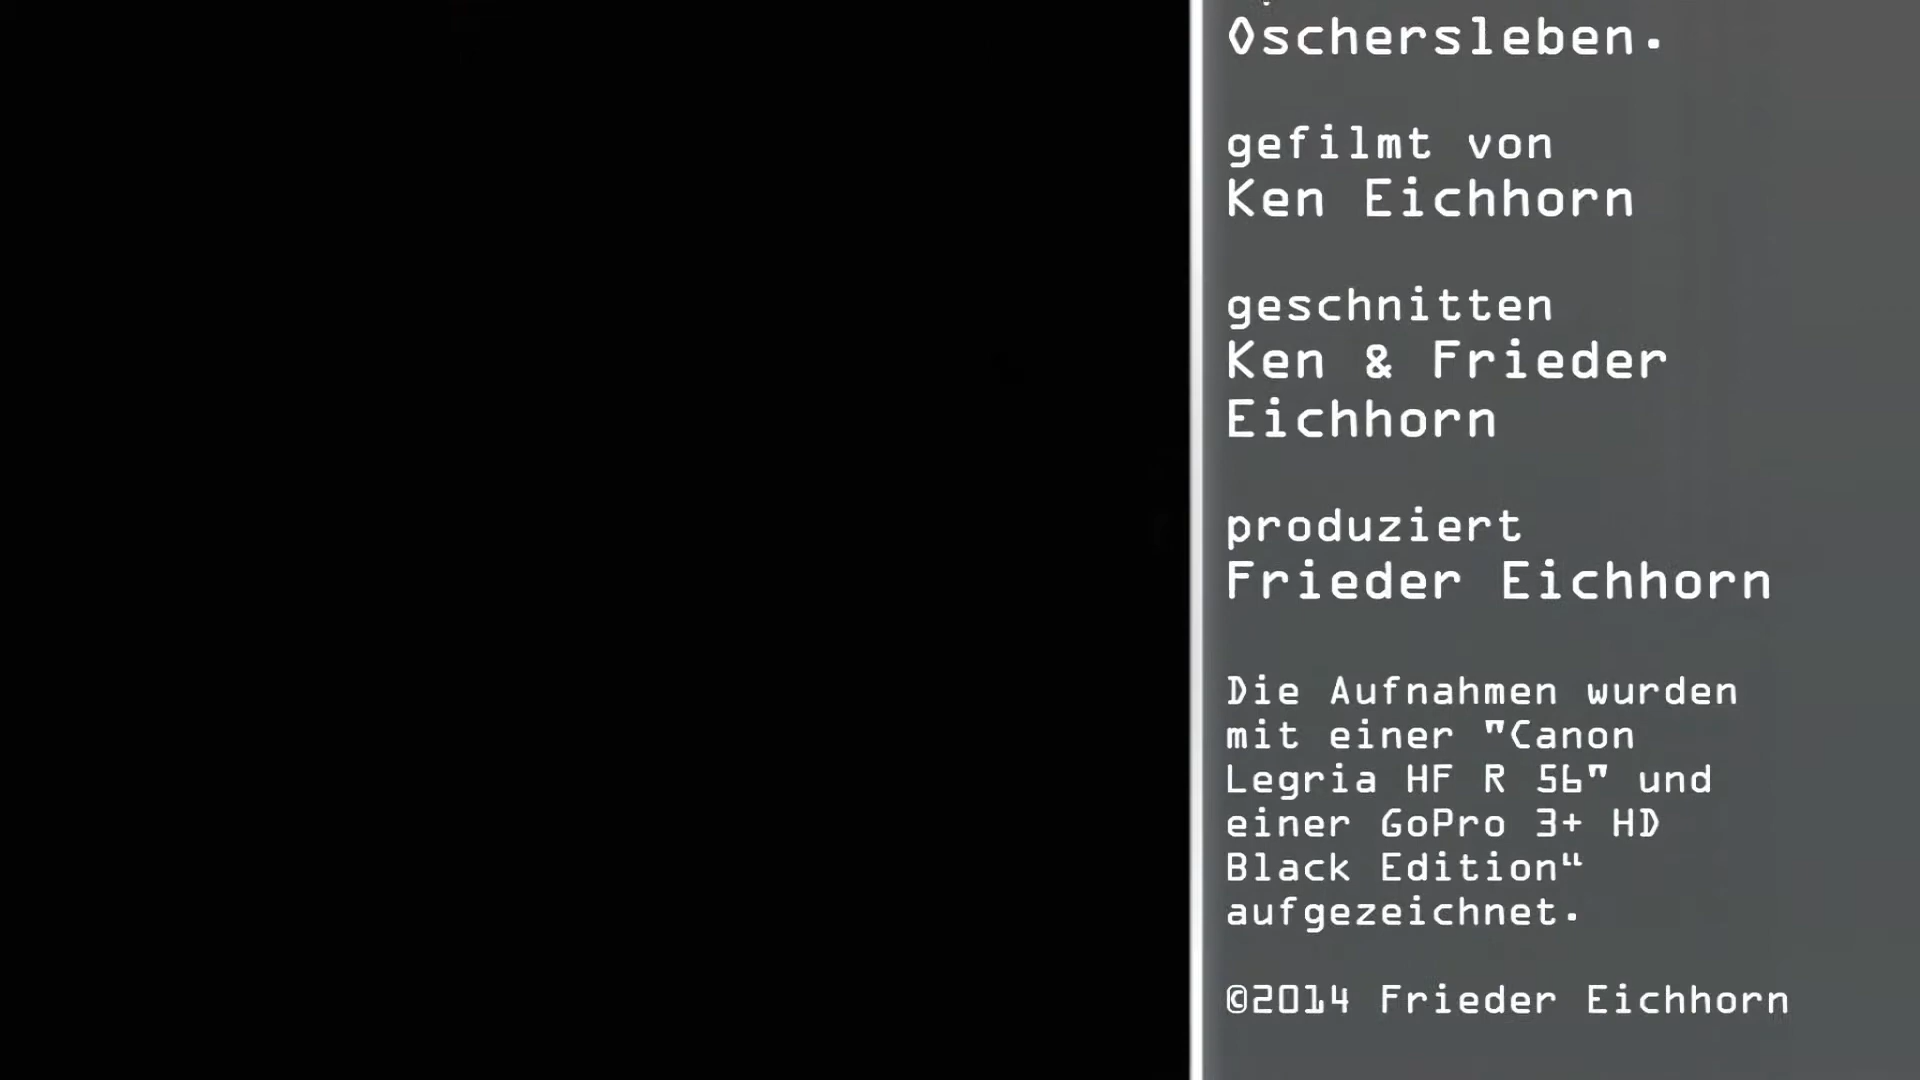 Oschersleben.
gefilmt von
Ken Eichhorn
geschnitten
Ken & Frieder
Eichhorn
produziert
Frieder Eichhorn
Die Aufnahmen wurden
mit einer "Canon
Legria HF R 56" und
einer GoPro 3+ HD
Black Edition“
aufgezeichnet.
©2014 Frieder Eichhorn